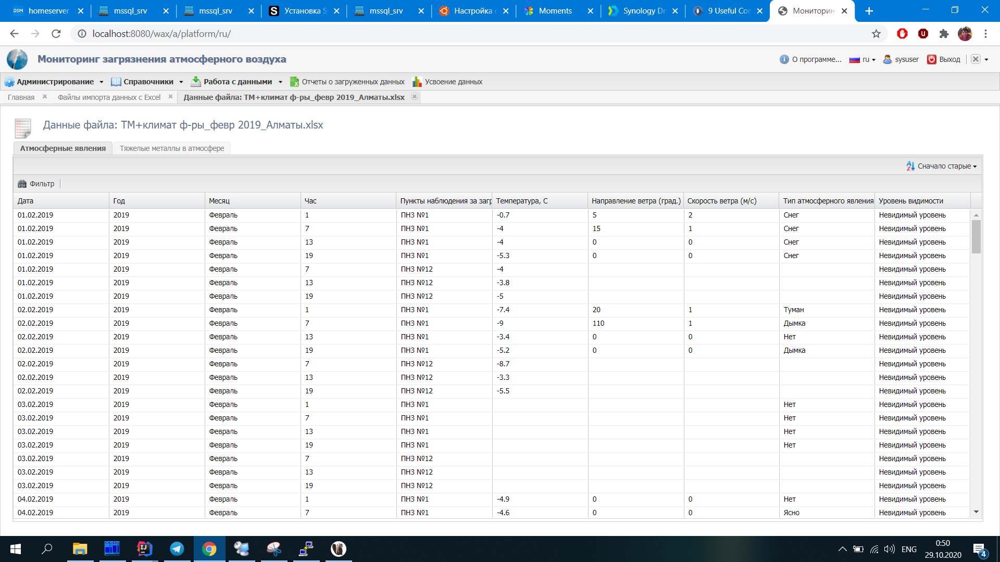 homeserver mssql_srv mssql_srv Установка S mssql_srv Настройка Moments Synology Dr 9 Useful Con Мониторин
localhost:8080/wax/a/platform/ru/
Мониторинг загрязнения атмосферного воздуха О программе... ru sysuser Выход
Администрирование Справочники Работа с данными Отчеты о загруженных данных Усвоение данных
Главная Файлы импорта данных с Excel Данные файла: ТМ+климат ф-ры_февр 2019_Алматы.xlsx
Данные файла: ТМ+климат ф-ры_февр 2019_Алматы.xlsx
Атмосферные явления Тяжелые металлы в атмосфере
Сначало старые
Фильтр
Дата Год Месяц Час Пункты наблюдения за загр Температура, С Направление ветра (град.) Скорость ветра (м/с) Тип атмосферного явления Уровень видимости
01.02.2019 2019 Февраль 1 ПНЗ №1 -0.7 5 2 Снег Невидимый уровень
01.02.2019 2019 Февраль 7 ПНЗ №1 -4 15 1 Снег Невидимый уровень
01.02.2019 2019 Февраль 13 ПНЗ №1 -4 0 0 Снег Невидимый уровень
01.02.2019 2019 Февраль 19 ПНЗ №1 -5.3 0 0 Снег Невидимый уровень
01.02.2019 2019 Февраль 7 ПНЗ №12 -4 Невидимый уровень
01.02.2019 2019 Февраль 13 ПНЗ №12 -3.8 Невидимый уровень
01.02.2019 2019 Февраль 19 ПНЗ №12 -5 Невидимый уровень
02.02.2019 2019 Февраль 1 ПНЗ №1 -7.4 20 1 Туман Невидимый уровень
02.02.2019 2019 Февраль 7 ПНЗ №1 -9 110 1 Дымка Невидимый уровень
02.02.2019 2019 Февраль 13 ПНЗ №1 -3.4 0 0 Нет Невидимый уровень
02.02.2019 2019 Февраль 19 ПНЗ №1 -5.2 0 0 Дымка Невидимый уровень
02.02.2019 2019 Февраль 7 ПНЗ №12 -8.7 Невидимый уровень
02.02.2019 2019 Февраль 13 ПНЗ №12 -3.3 Невидимый уровень
02.02.2019 2019 Февраль 19 ПНЗ №12 -5.5 Невидимый уровень
03.02.2019 2019 Февраль 1 ПНЗ №1 Нет Невидимый уровень
03.02.2019 2019 Февраль 7 ПНЗ №1 Нет Невидимый уровень
03.02.2019 2019 Февраль 13 ПНЗ №1 Нет Невидимый уровень
03.02.2019 2019 Февраль 19 ПНЗ №1 Нет Невидимый уровень
03.02.2019 2019 Февраль 7 ПНЗ №12 Невидимый уровень
03.02.2019 2019 Февраль 13 ПНЗ №12 Невидимый уровень
03.02.2019 2019 Февраль 19 ПНЗ №12 Невидимый уровень
04.02.2019 2019 Февраль 1 ПНЗ №1 -4.9 0 0 Нет Невидимый уровень
04.02.2019 2019 Февраль 7 ПНЗ №1 -4.6 0 0 Ясно Невидимый уровень
ENG 0:50
29.10.2020 4